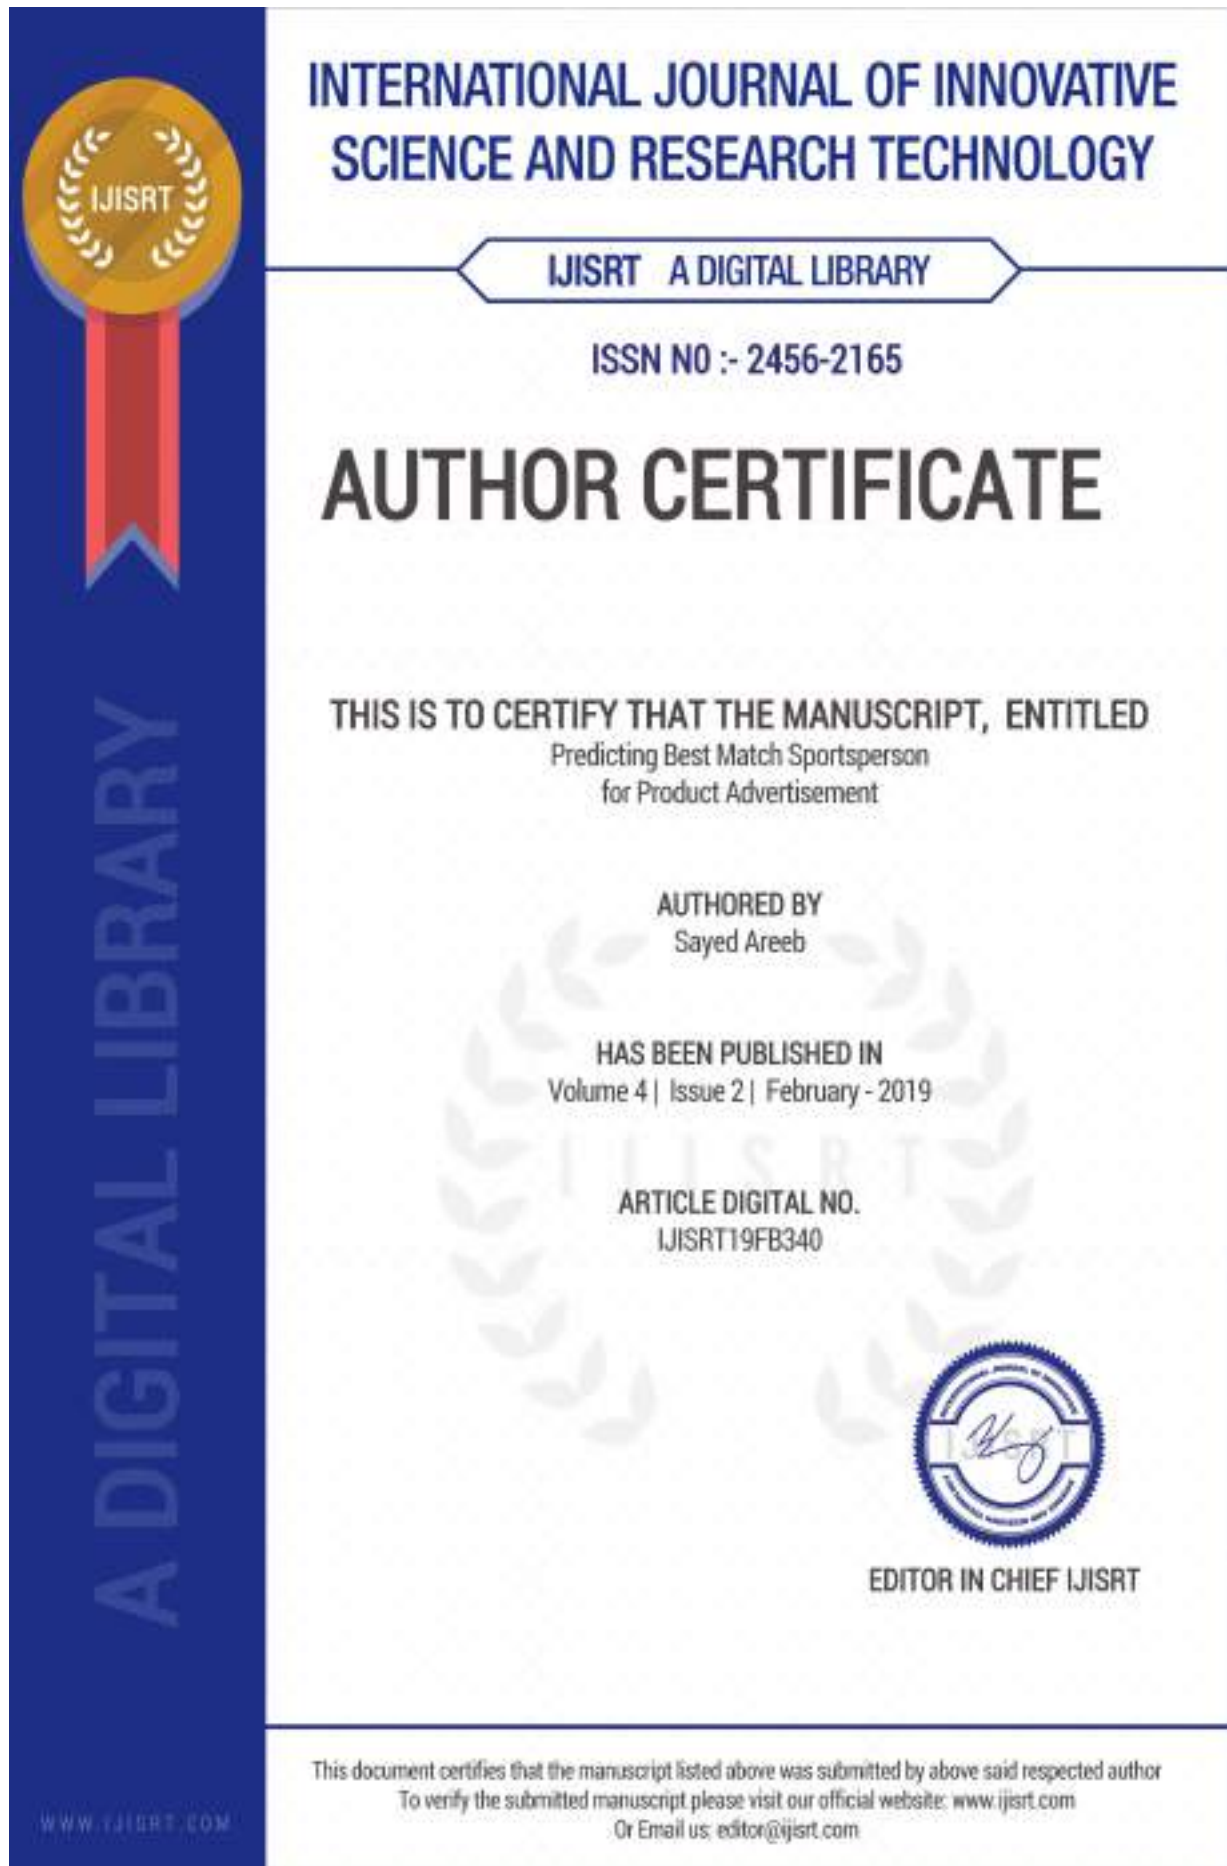 IJISRT
INTERNATIONAL JOURNAL OF INNOVATIVE
SCIENCE AND RESEARCH TECHNOLOGY
IJISRT A DIGITAL LIBRARY
ISSN N0 :- 2456-2165
AUTHOR CERTIFICATE
THIS IS TO CERTIFY THAT THE MANUSCRIPT, ENTITLED
Predicting Best Match Sportsperson
for Product Advertisement
AUTHORED BY
Sayed Areeb
HAS BEEN PUBLISHED IN
Volume 4 | Issue 2 | February - 2019
IJISRT
ARTICLE DIGITAL NO.
IJISRT19FB340
IJISRT
EDITOR IN CHIEF IJISRT
A DIGITAL LIBRARY
WWW.IJISRT.COM
This document certifies that the manuscript listed above was submitted by above said respected author
To verify the submitted manuscript please visit our official website: www.ijisrt.com
Or Email us: editor@ijisrt.com